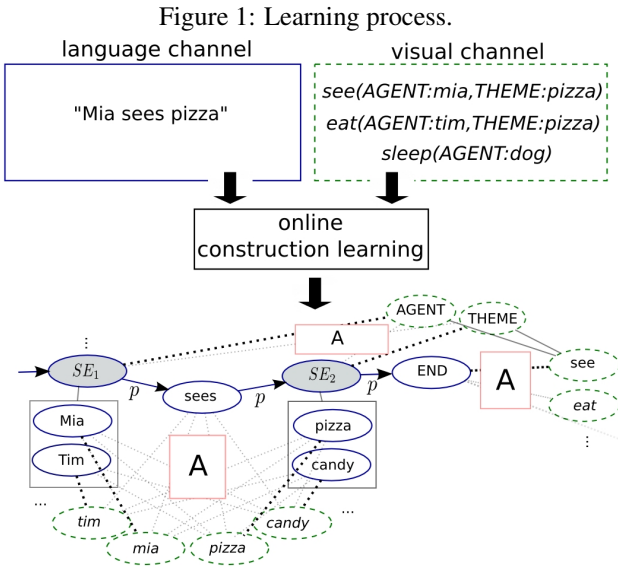 Figure 1: Learning process.
language channel
visual channel
"Mia sees pizza"
see(AGENT:mia,THEME:pizza)
eat(AGENT:tim,THEME:pizza)
sleep(AGENT:dog)
online
construction learning
AGENT
THEME
A
⋮
SE1
p
sees
p
SE2
p
END
A
see
eat
⋮
Mia
Tim
...
A
pizza
candy
...
tim
mia
pizza
candy